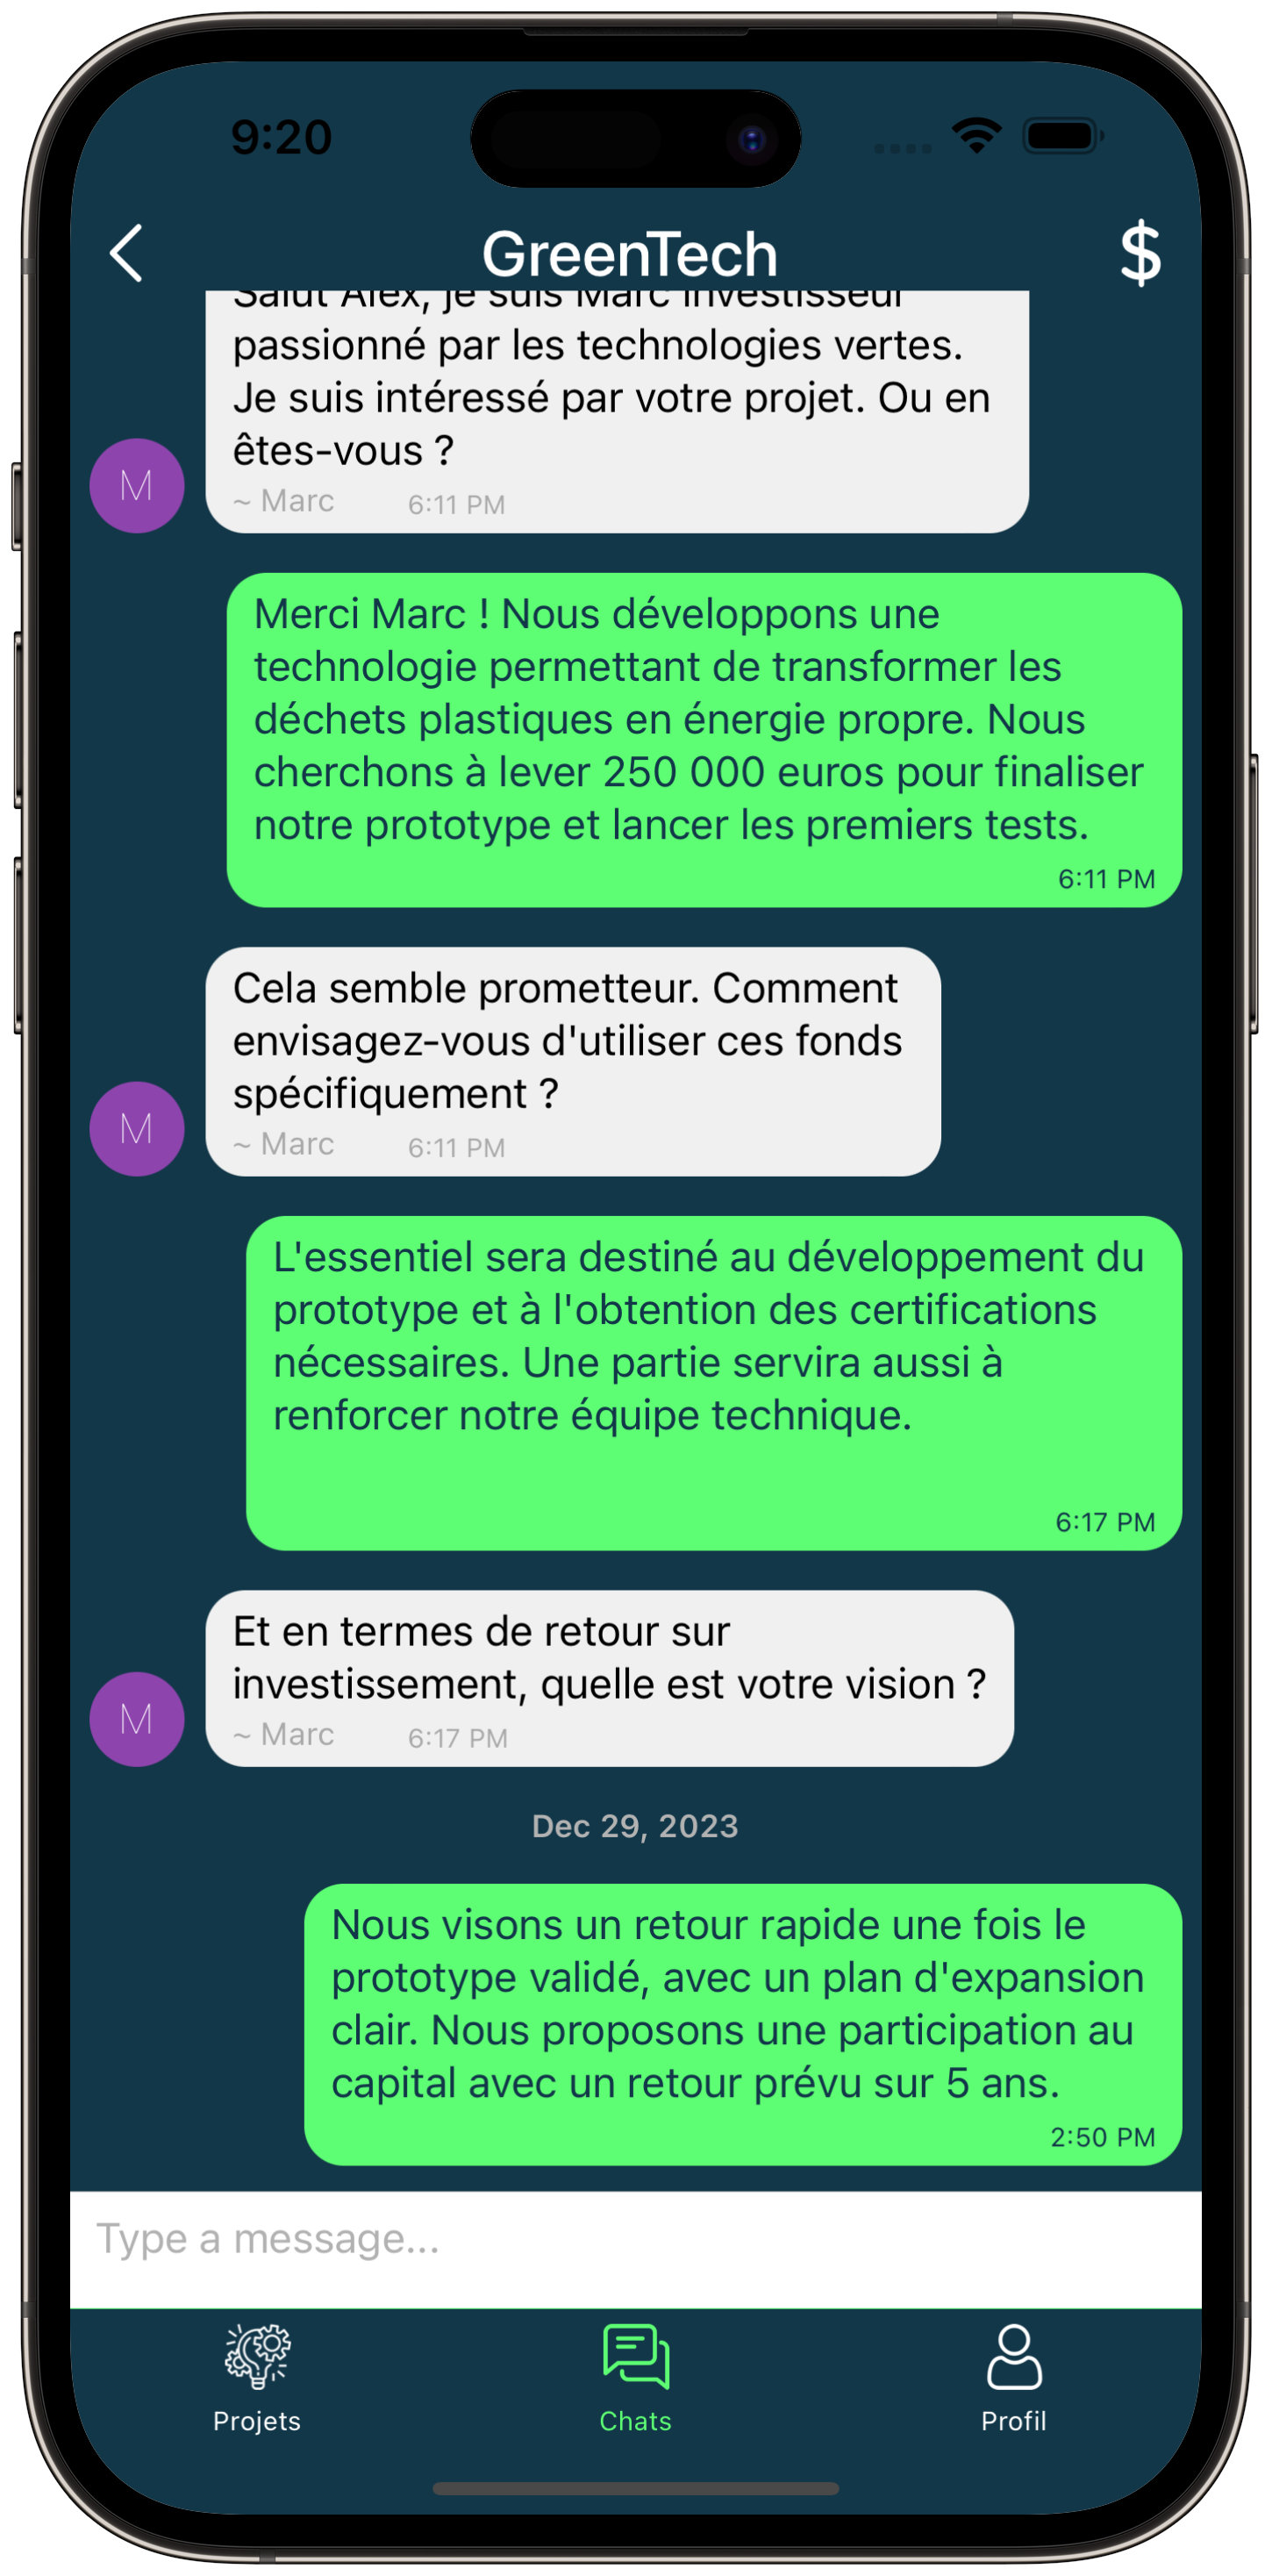 9:20
GreenTech
$
Salut Alex, je suis Marc investisseur
passionné par les technologies vertes.
Je suis intéressé par votre projet. Ou en
êtes-vous ?
~ Marc 6:11 PM
M
Merci Marc ! Nous développons une
technologie permettant de transformer les
déchets plastiques en énergie propre. Nous
cherchons à lever 250 000 euros pour finaliser
notre prototype et lancer les premiers tests.
6:11 PM
Cela semble prometteur. Comment
envisagez-vous d'utiliser ces fonds
spécifiquement ?
~ Marc 6:11 PM
M
L'essentiel sera destiné au développement du
prototype et à l'obtention des certifications
nécessaires. Une partie servira aussi à
renforcer notre équipe technique.
6:17 PM
Et en termes de retour sur
investissement, quelle est votre vision ?
~ Marc 6:17 PM
M
Dec 29, 2023
Nous visons un retour rapide une fois le
prototype validé, avec un plan d'expansion
clair. Nous proposons une participation au
capital avec un retour prévu sur 5 ans.
2:50 PM
Type a message...
Projets
Chats
Profil